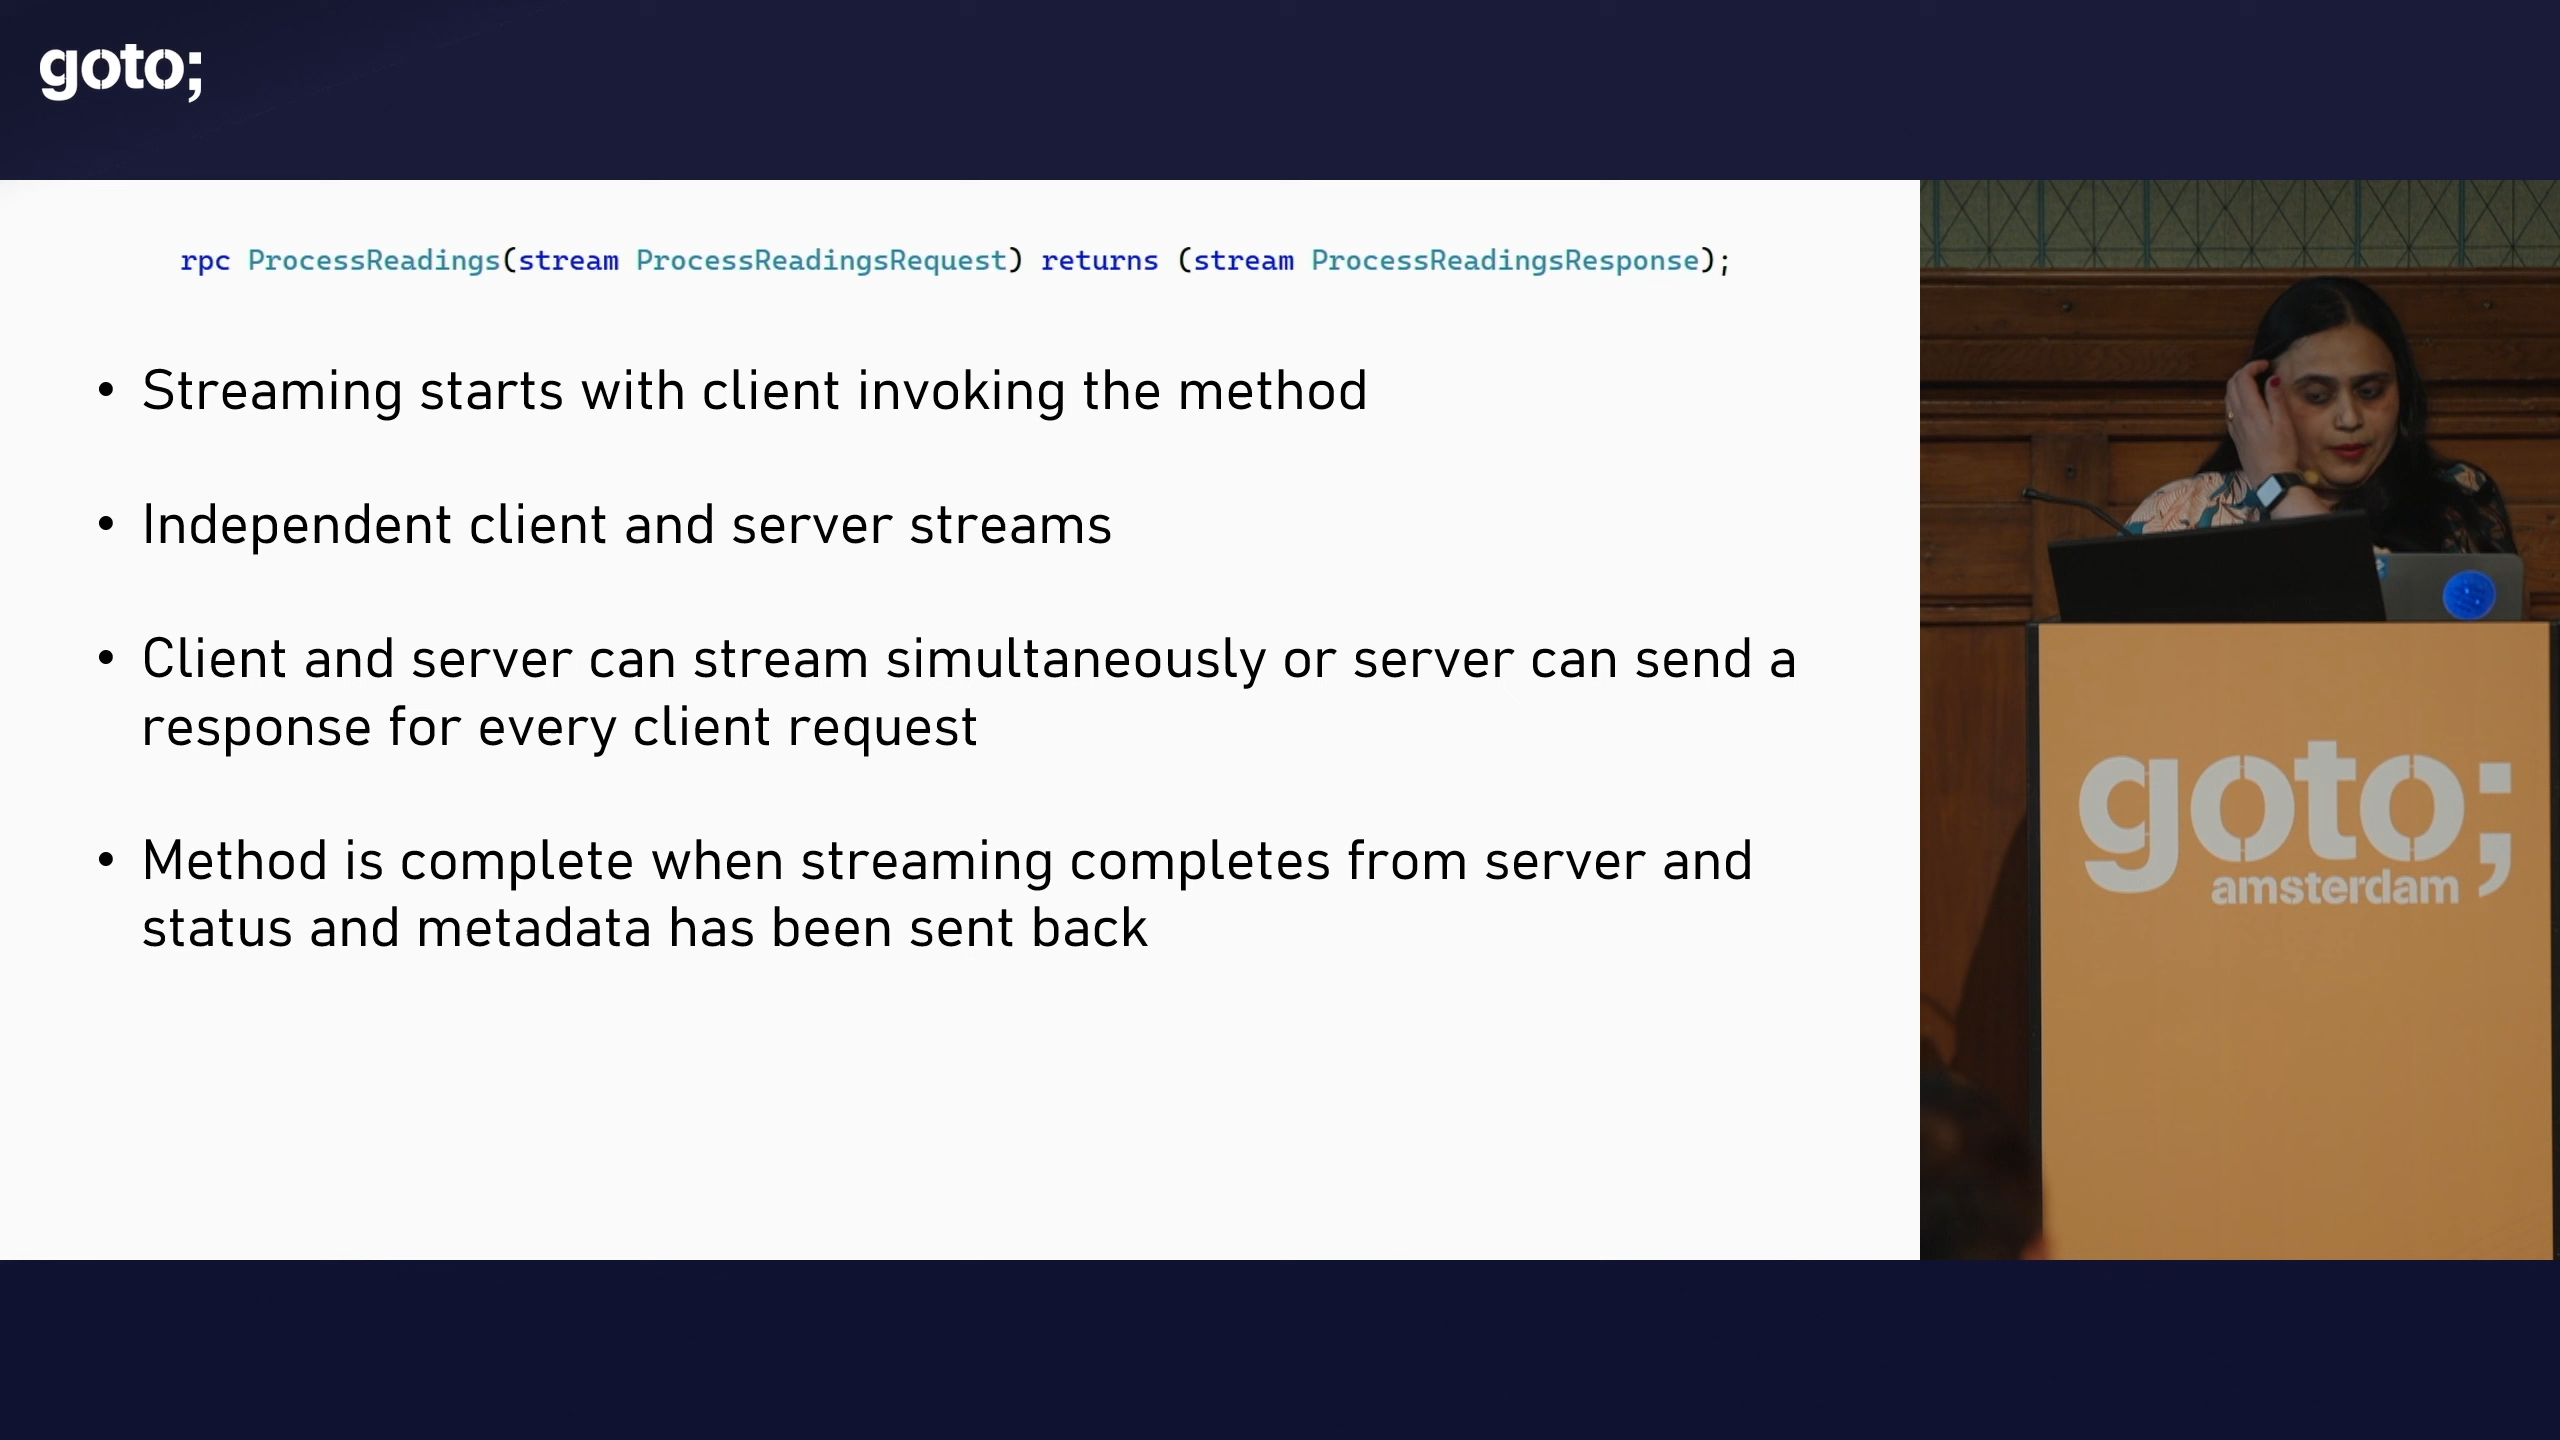 goto;
rpc ProcessReadings(stream ProcessReadingsRequest) returns (stream ProcessReadingsResponse);
• Streaming starts with client invoking the method
• Independent client and server streams
• Client and server can stream simultaneously or server can send a
response for every client request
• Method is complete when streaming completes from server and
status and metadata has been sent back
goto;
amsterdam